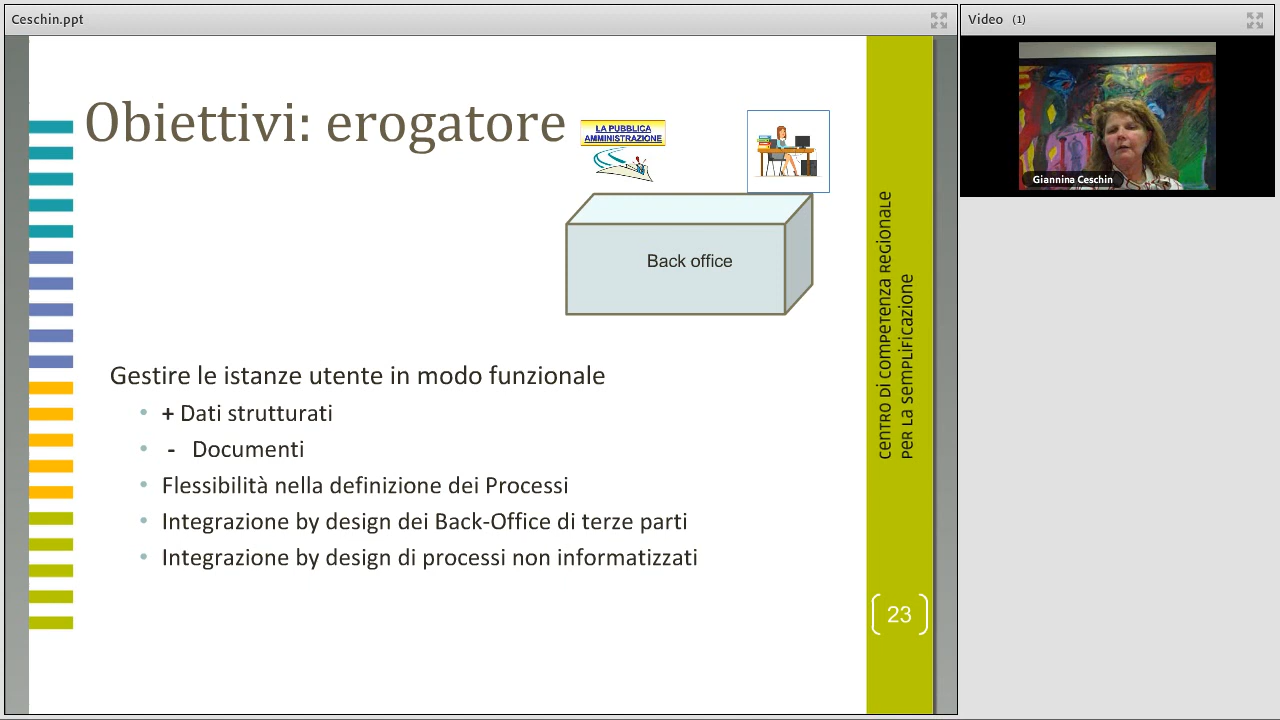 Ceschin.ppt
Video (1)
Obiettivi: erogatore
LA PUBBLICA
AMMINISTRAZIONE
Back office
Giannina Ceschin
Gestire le istanze utente in modo funzionale
• + Dati strutturati
• - Documenti
• Flessibilità nella definizione dei Processi
• Integrazione by design dei Back-Office di terze parti
• Integrazione by design di processi non informatizzati
CENTRO DI COMPETENZA REGIONALE
PER LA SEMPLIFICAZIONE
23